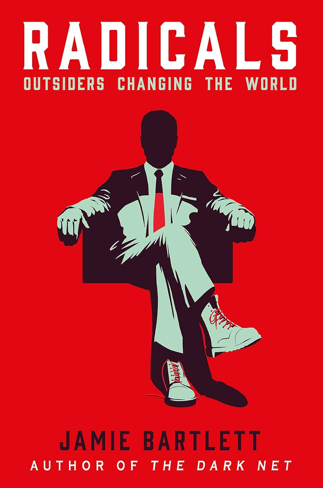 RADICALS
OUTSIDERS CHANGING THE WORLD
JAMIE BARTLETT
AUTHOR OF THE DARK NET